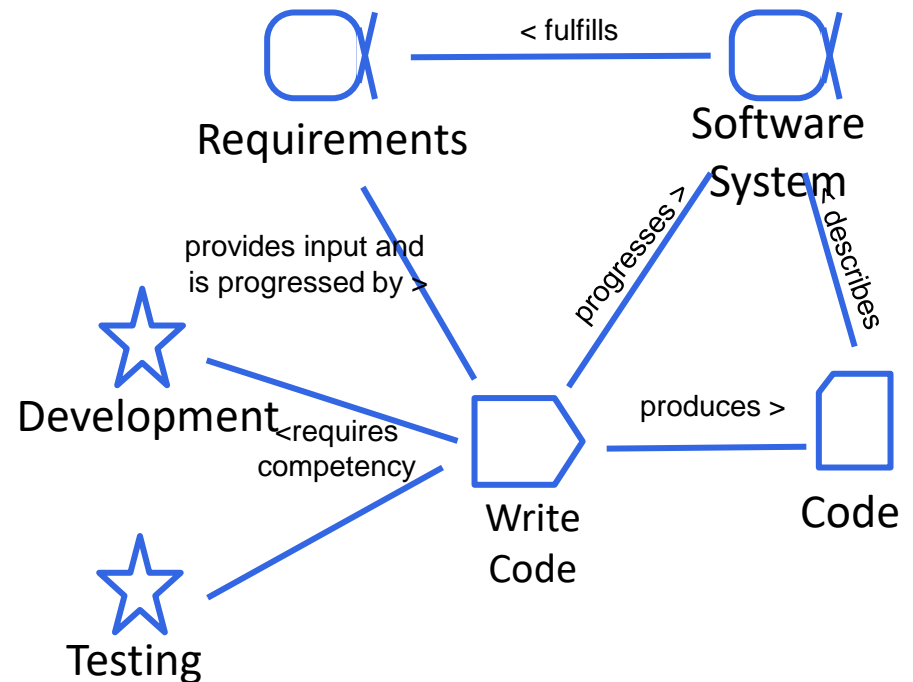 < fulfills
Requirements
Software
System
provides input and
is progressed by >
progresses >
< describes
Development
<requires
competency
produces >
Write
Code
Code
Testing